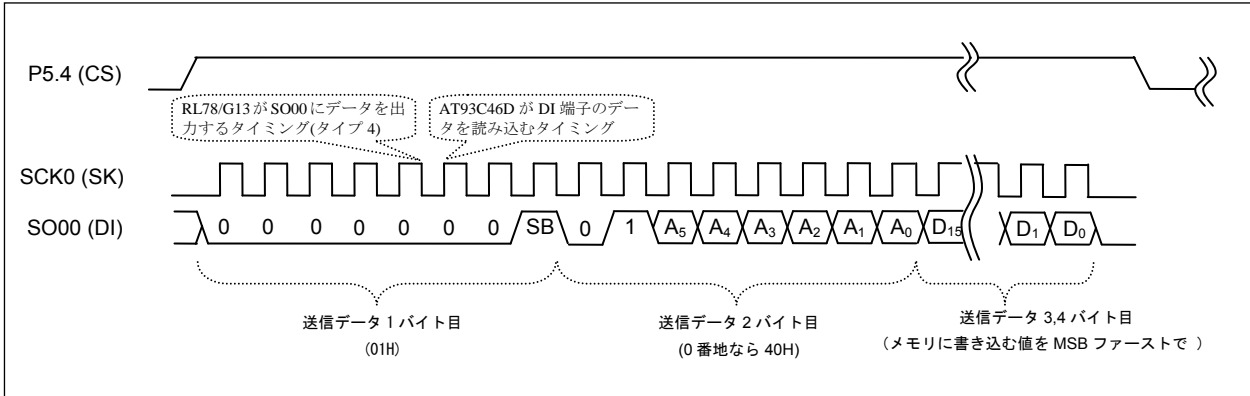 P5.4 (CS)
RL78/G13 が SO00 にデータを出
力するタイミング(タイプ 4)
AT93C46D が DI 端子のデー
タを読み込むタイミング
SCK0 (SK)
SO00 (DI)
0 0 0 0 0 0 0 SB 0 1 A5 A4 A3 A2 A1 A0 D15 D1 D0
送信データ 1 バイト目
(01H)
送信データ 2 バイト目
(0 番地なら 40H)
送信データ 3,4 バイト目
(メモリに書き込む値を MSB ファーストで )